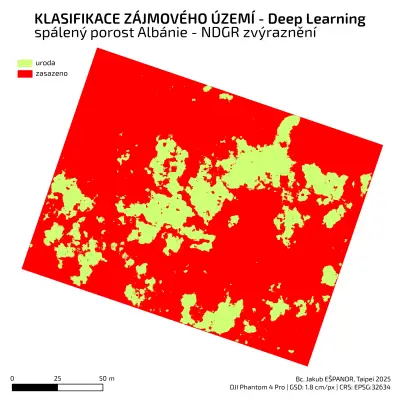 KLASIFIKACE ZÁJMOVÉHO ÚZEMÍ - Deep Learning
spálený porost Albánie - NDGR zvýraznění
uroda
zasazeno
0 25 50 m
Bc. Jakub EŠPANOR, Taipei 2025
DJI Phantom 4 Pro | GSD: 1.8 cm/px | CRS: EPSG:32634